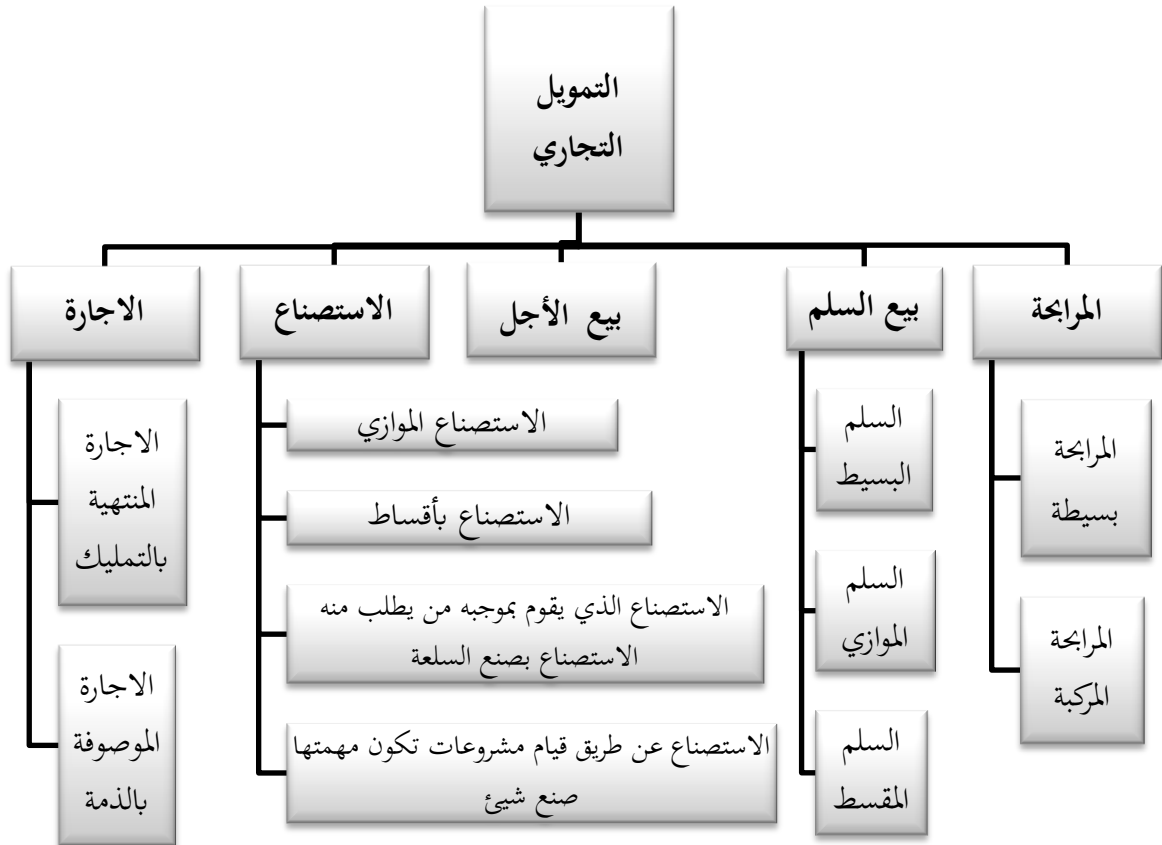 التمويل
التجاري
المرابحة
بيع السلم
بيع الأجل
الاستصناع
الاجارة
المرابحة
بسيطة
المرابحة
المركبة
السلم
البسيط
السلم
الموازي
السلم
المقسط
الاستصناع الموازي
الاستصناع بأقساط
الاستصناع الذي يقوم بموجبه من يطلب منه
الاستصناع بصنع السلعة
الاستصناع عن طريق قيام مشروعات تكون مهمتها
صنع شيئ
الاجارة
المنتهية
بالتمليك
الاجارة
الموصوفة
بالذمة